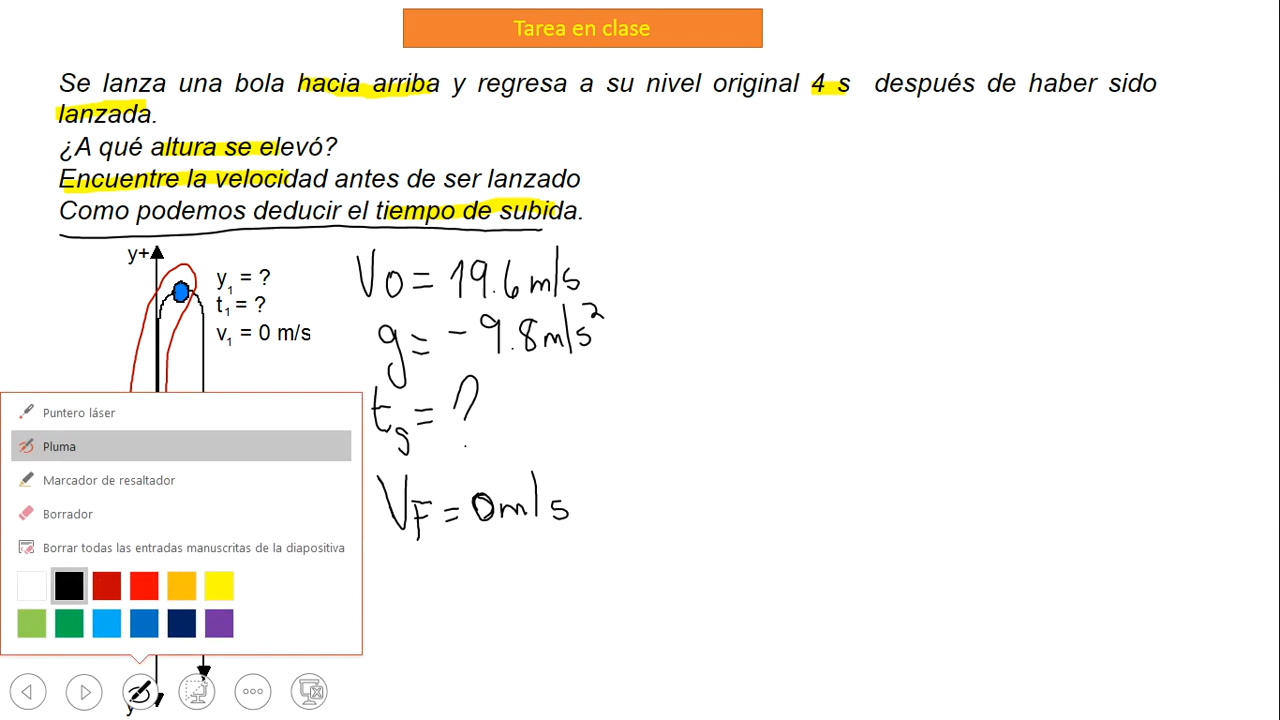 Tarea en clase
Se lanza una bola hacia arriba y regresa a su nivel original 4 s después de haber sido
lanzada.
¿A qué altura se elevó?
Encuentre la velocidad antes de ser lanzado
Como podemos deducir el tiempo de subida.
y+
y1 = ?
t1 = ?
v1 = 0 m/s
Vo = 19.6 m/s
g = - 9.8 m/s²
ts = ?
VF = 0 m/s
Puntero láser
Pluma
Marcador de resaltador
Borrador
Borrar todas las entradas manuscritas de la diapositiva